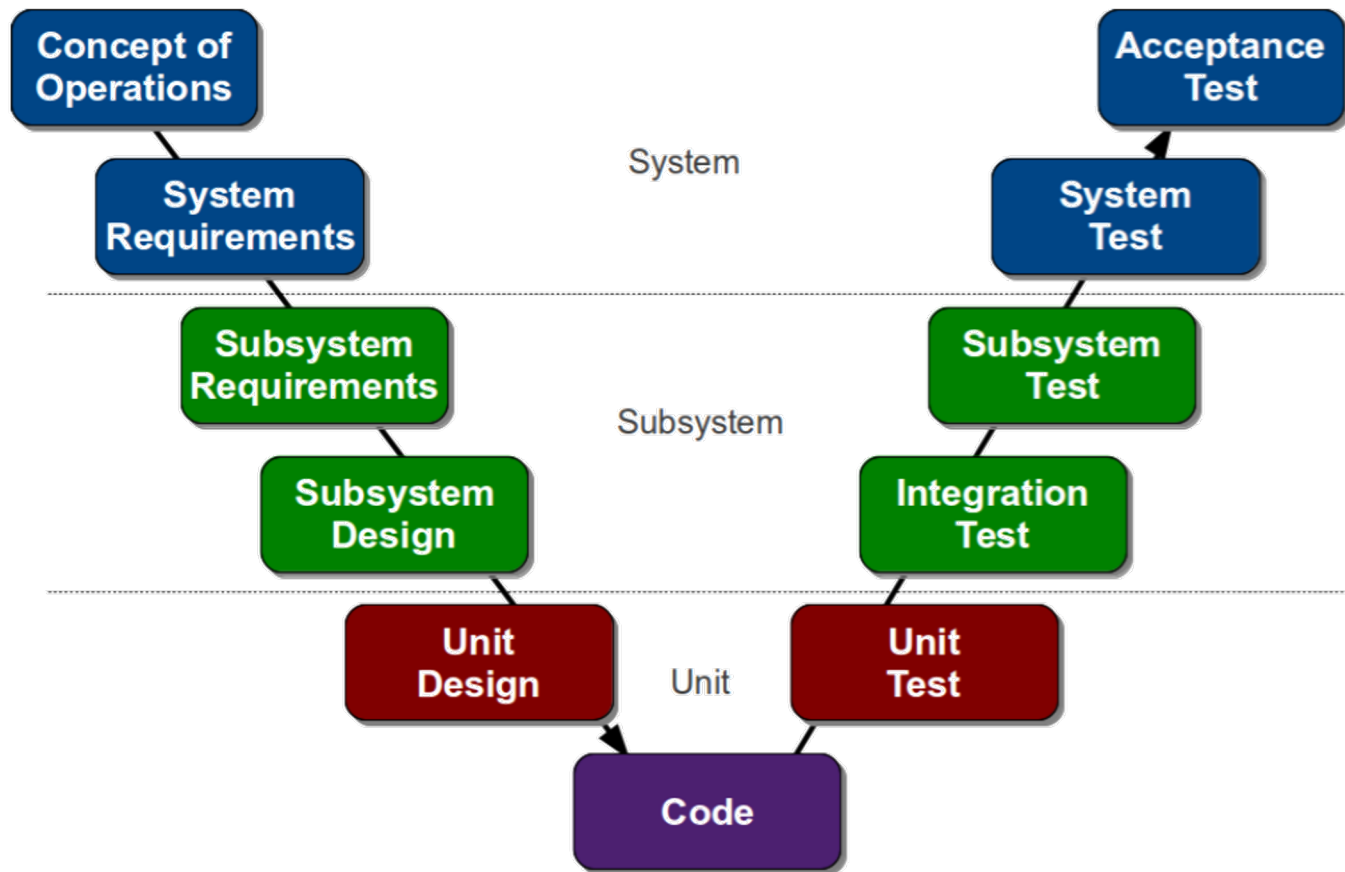 Concept of
Operations
Acceptance
Test
System
System
Requirements
System
Test
Subsystem
Requirements
Subsystem
Test
Subsystem
Subsystem
Design
Integration
Test
Unit
Design
Unit
Unit
Test
Code